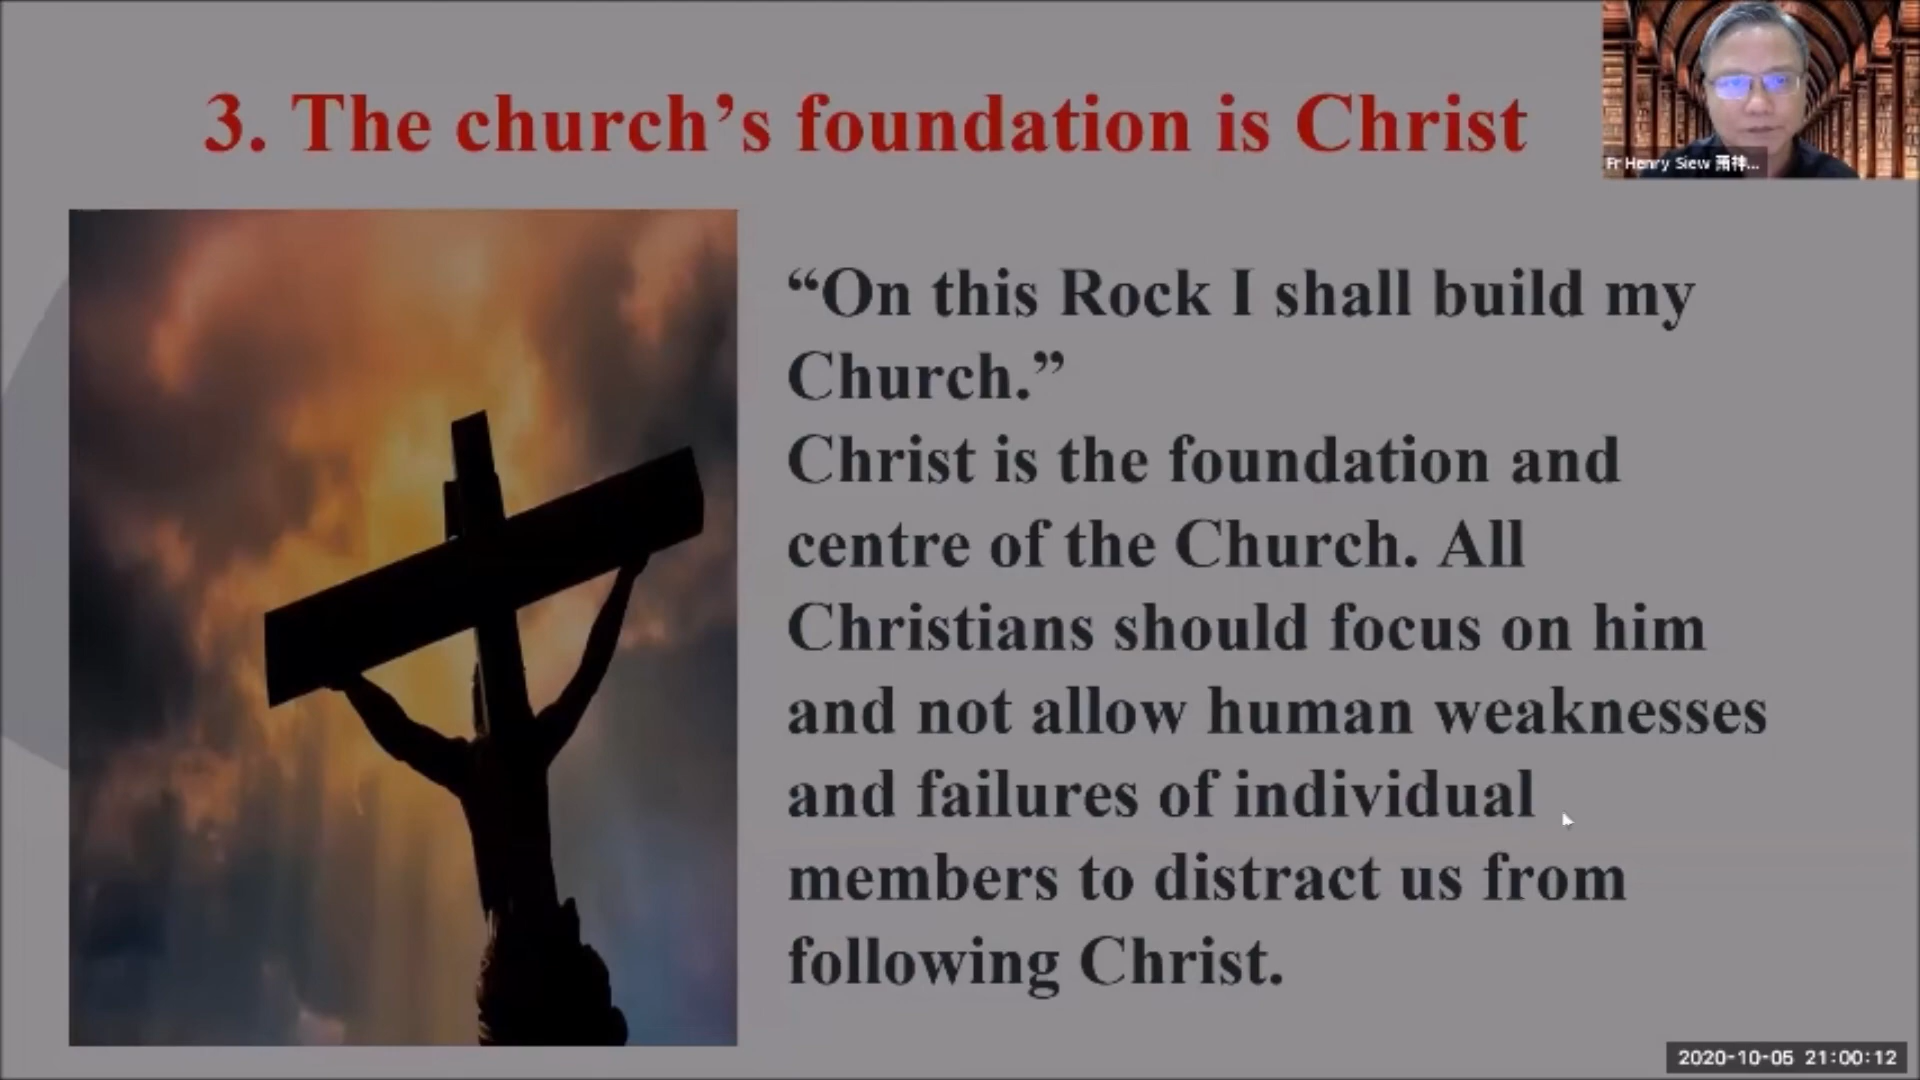 3. The church’s foundation is Christ
Fr Henry Siew 蕭神...
“On this Rock I shall build my
Church.”
Christ is the foundation and
centre of the Church. All
Christians should focus on him
and not allow human weaknesses
and failures of individual
members to distract us from
following Christ.
2020-10-05 21:00:12